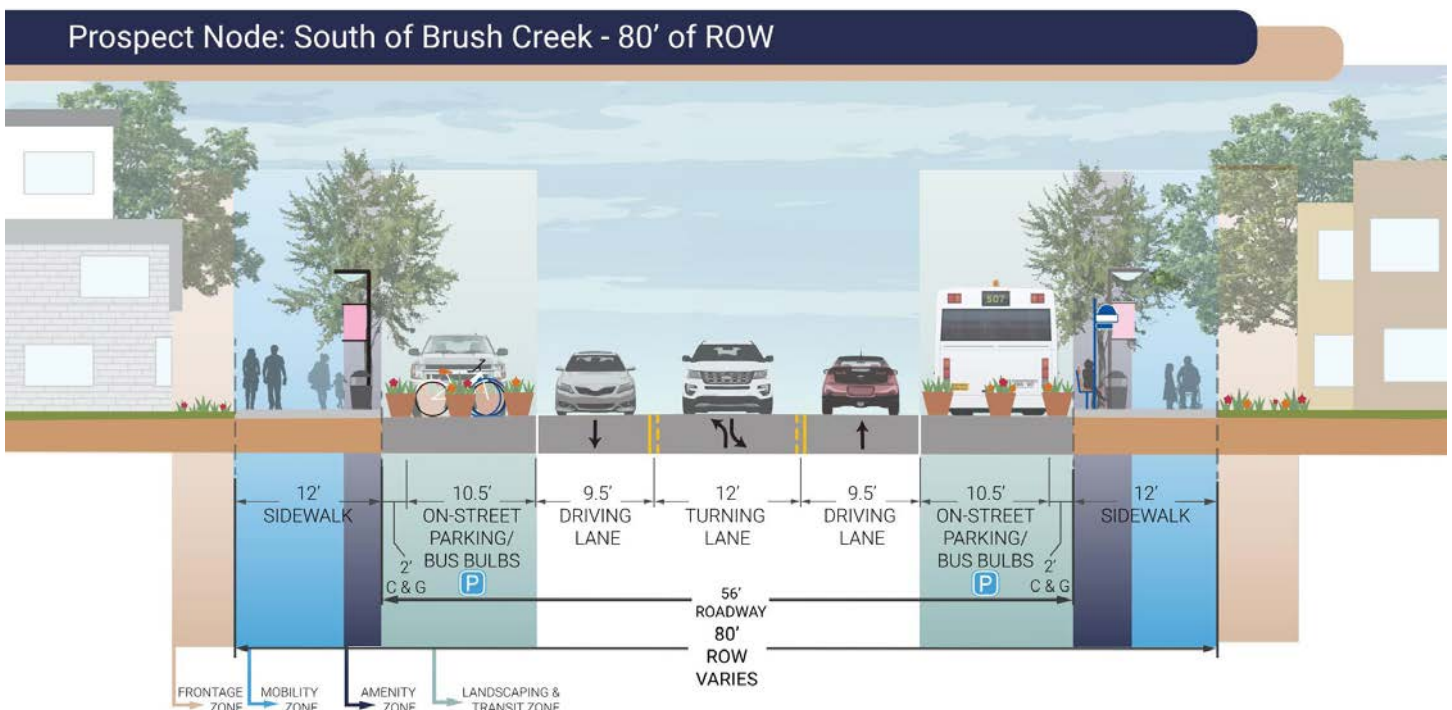 Prospect Node: South of Brush Creek - 80' of ROW
507
12'
SIDEWALK
2'
C & G
10.5'
ON-STREET
PARKING/
BUS BULBS
P
9.5'
DRIVING
LANE
12'
TURNING
LANE
9.5'
DRIVING
LANE
10.5'
ON-STREET
PARKING/
BUS BULBS
P
2'
C & G
12'
SIDEWALK
56'
ROADWAY
80'
ROW
VARIES
FRONTAGE
ZONE
MOBILITY
ZONE
AMENITY
ZONE
LANDSCAPING &
TRANSIT ZONE